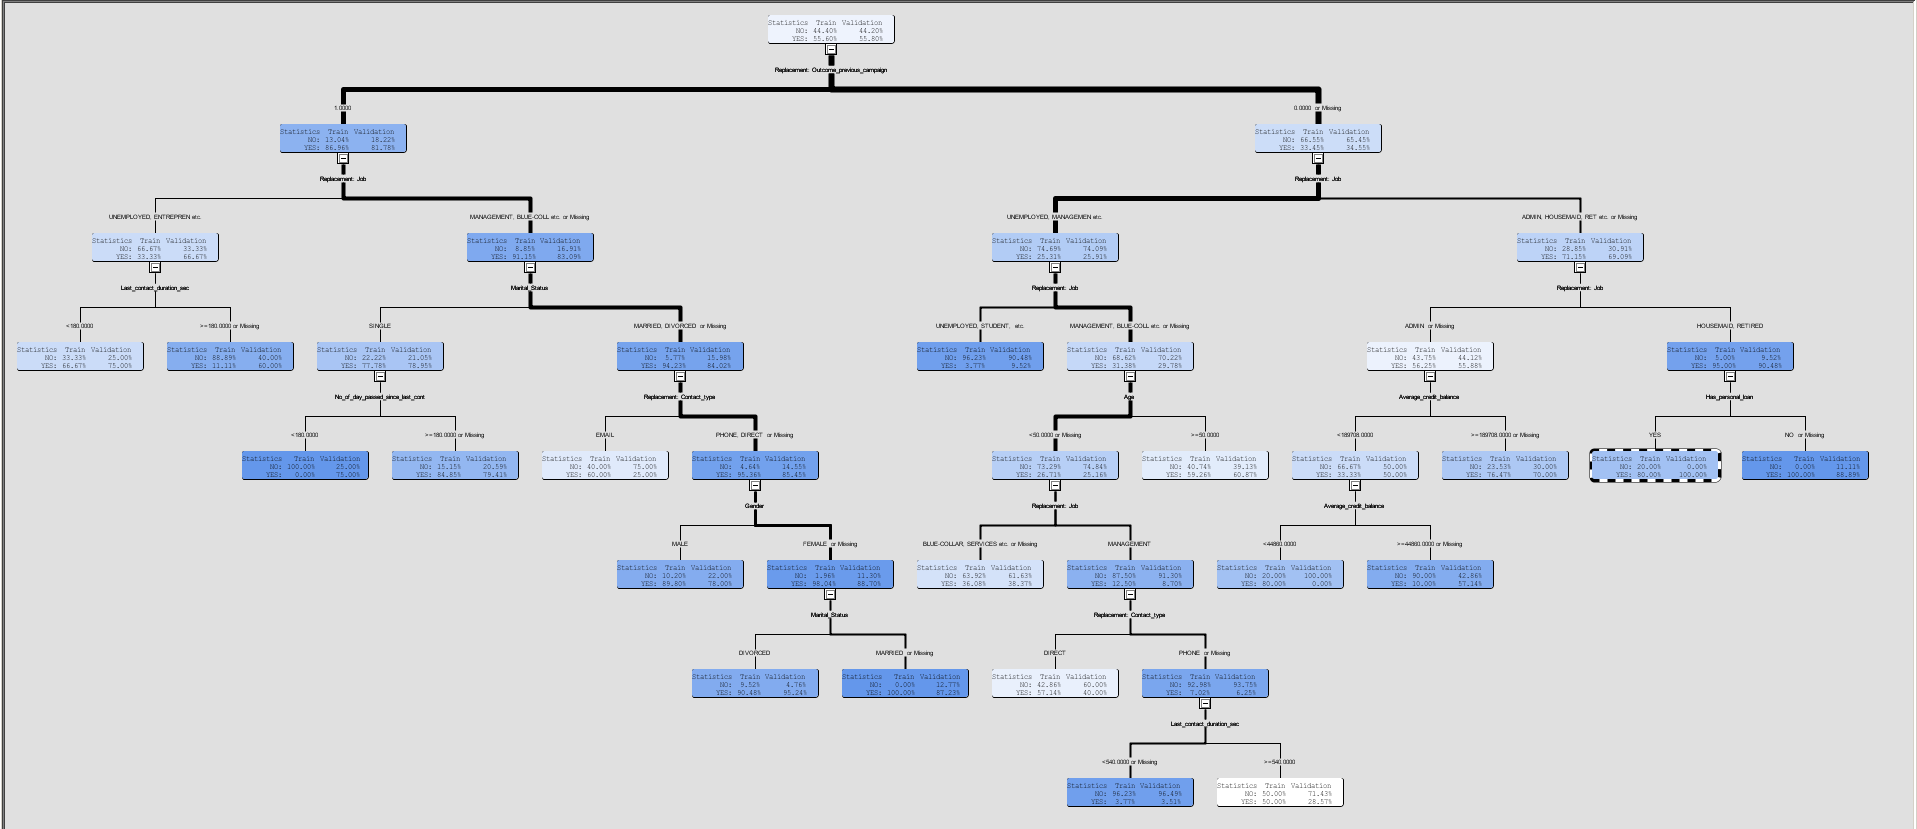 Statistics Train Validation
NO: 44.40% 44.20%
YES: 55.60% 55.80%
Replacement: Outcome_previous_campaign
1.0000
0.0000 or Missing
Statistics Train Validation
NO: 13.04% 18.22%
YES: 86.96% 81.78%
Statistics Train Validation
NO: 66.55% 65.45%
YES: 33.45% 34.55%
Replacement: Job
Replacement: Job
UNEMPLOYED, ENTREPREN etc.
MANAGEMENT, BLUE-COLL etc. or Missing
UNEMPLOYED, MANAGEMEN etc.
ADMIN, HOUSEMAID, RET etc. or Missing
Statistics Train Validation
NO: 66.67% 33.33%
YES: 33.33% 66.67%
Statistics Train Validation
NO: 8.85% 16.91%
YES: 91.15% 83.09%
Statistics Train Validation
NO: 74.69% 74.09%
YES: 25.31% 25.91%
Statistics Train Validation
NO: 28.85% 30.91%
YES: 71.15% 69.09%
Last_contact_duration_sec
Marital_Status
Replacement: Job
Replacement: Job
<180.0000
>=180.0000 or Missing
SINGLE
MARRIED, DIVORCED or Missing
UNEMPLOYED, STUDENT, etc.
MANAGEMENT, BLUE-COLL etc. or Missing
ADMIN or Missing
HOUSEMAID, RETIRED
Statistics Train Validation
NO: 33.33% 25.00%
YES: 66.67% 75.00%
Statistics Train Validation
NO: 88.89% 40.00%
YES: 11.11% 60.00%
Statistics Train Validation
NO: 22.22% 21.05%
YES: 77.78% 78.95%
Statistics Train Validation
NO: 5.77% 15.98%
YES: 94.23% 84.02%
Statistics Train Validation
NO: 96.23% 90.48%
YES: 3.77% 9.52%
Statistics Train Validation
NO: 68.62% 70.22%
YES: 31.38% 29.78%
Statistics Train Validation
NO: 43.75% 44.12%
YES: 56.25% 55.88%
Statistics Train Validation
NO: 5.00% 9.52%
YES: 95.00% 90.48%
No_of_day_passed_since_last_cont
Replacement: Contact_type
Age
Average_credit_balance
Has_personal_loan
<180.0000
>=180.0000 or Missing
EMAIL
PHONE, DIRECT or Missing
<50.0000 or Missing
>=50.0000
<189708.0000
>=189708.0000 or Missing
YES
NO or Missing
Statistics Train Validation
NO: 100.00% 25.00%
YES: 0.00% 75.00%
Statistics Train Validation
NO: 15.15% 20.59%
YES: 84.85% 79.41%
Statistics Train Validation
NO: 40.00% 75.00%
YES: 60.00% 25.00%
Statistics Train Validation
NO: 4.64% 14.55%
YES: 95.36% 85.45%
Statistics Train Validation
NO: 73.29% 74.84%
YES: 26.71% 25.16%
Statistics Train Validation
NO: 40.74% 39.13%
YES: 59.26% 60.87%
Statistics Train Validation
NO: 66.67% 50.00%
YES: 33.33% 50.00%
Statistics Train Validation
NO: 23.53% 30.00%
YES: 76.47% 70.00%
Statistics Train Validation
NO: 20.00% 0.00%
YES: 80.00% 100.00%
Statistics Train Validation
NO: 0.00% 11.11%
YES: 100.00% 88.89%
Gender
Replacement: Job
Average_credit_balance
MALE
FEMALE or Missing
BLUE-COLLAR, SERVICES etc. or Missing
MANAGEMENT
<44860.0000
>=44860.0000 or Missing
Statistics Train Validation
NO: 10.20% 22.00%
YES: 89.80% 78.00%
Statistics Train Validation
NO: 1.96% 11.30%
YES: 98.04% 88.70%
Statistics Train Validation
NO: 63.92% 61.63%
YES: 36.08% 38.37%
Statistics Train Validation
NO: 87.50% 91.30%
YES: 12.50% 8.70%
Statistics Train Validation
NO: 20.00% 100.00%
YES: 80.00% 0.00%
Statistics Train Validation
NO: 90.00% 42.86%
YES: 10.00% 57.14%
Marital_Status
Replacement: Contact_type
DIVORCED
MARRIED or Missing
DIRECT
PHONE or Missing
Statistics Train Validation
NO: 9.52% 4.76%
YES: 90.48% 95.24%
Statistics Train Validation
NO: 0.00% 12.77%
YES: 100.00% 87.23%
Statistics Train Validation
NO: 42.86% 60.00%
YES: 57.14% 40.00%
Statistics Train Validation
NO: 92.98% 93.75%
YES: 7.02% 6.25%
Last_contact_duration_sec
<540.0000 or Missing
>=540.0000
Statistics Train Validation
NO: 96.23% 96.49%
YES: 3.77% 3.51%
Statistics Train Validation
NO: 50.00% 71.43%
YES: 50.00% 28.57%